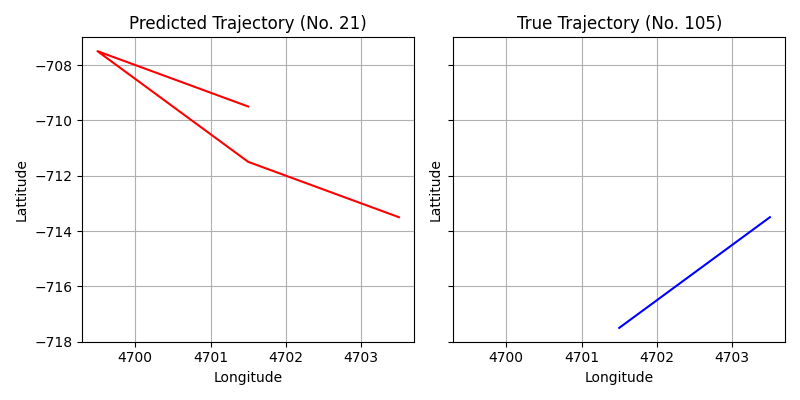 Predicted Trajectory (No. 21)
True Trajectory (No. 105)
−708
−710
−712
−714
−716
−718
Lattitude
Lattitude
4700 4701 4702 4703
4700 4701 4702 4703
Longitude
Longitude